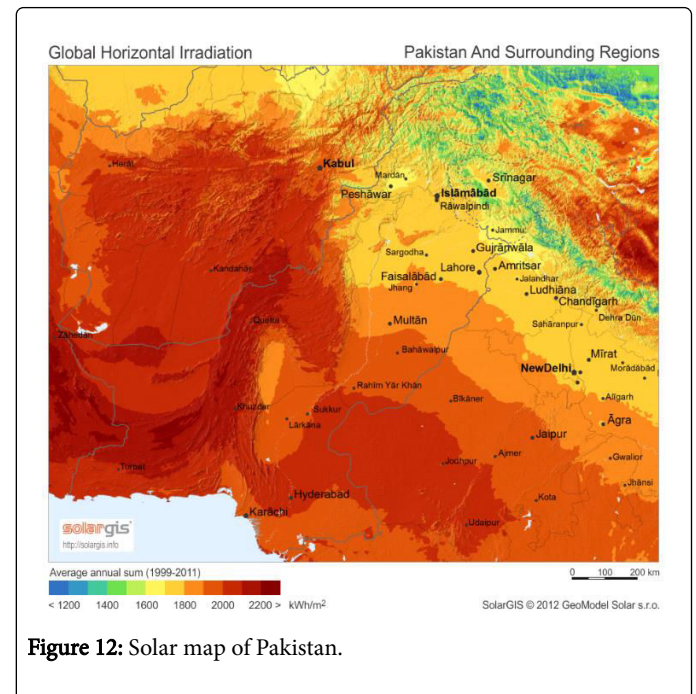 Global Horizontal Irradiation Pakistan And Surrounding Regions
Herāt
Kabul
Mardān
Peshāwar
Islāmābād
Rāwalpindi
Srīnagar
Jammu
Sargodha
Gujrānwāla
Kandahār
Faisalābād
Lahore
Amritsar
Jhang
Jalandhar
Ludhiāna
Chandīgarh
Quetta
Multān
Sahāranpur
Dehra Dūn
Zāhedān
Bahāwalpur
Mīrat
NewDelhi
Morādābād
Rahīm Yār Khān
Bīkāner
Alīgarh
Khuzdar
Sukkur
Lārkāna
Āgra
Jaipur
Turbat
Jodhpur
Ajmer
Gwalior
Hyderabad
Kota
Jhānsi
Karāchi
Udaipur
solargis
http://solargis.info
Average annual sum (1999-2011)
0 100 200 km
< 1200 1400 1600 1800 2000 2200 > kWh/m2
SolarGIS © 2012 GeoModel Solar s.r.o.
Figure 12: Solar map of Pakistan.